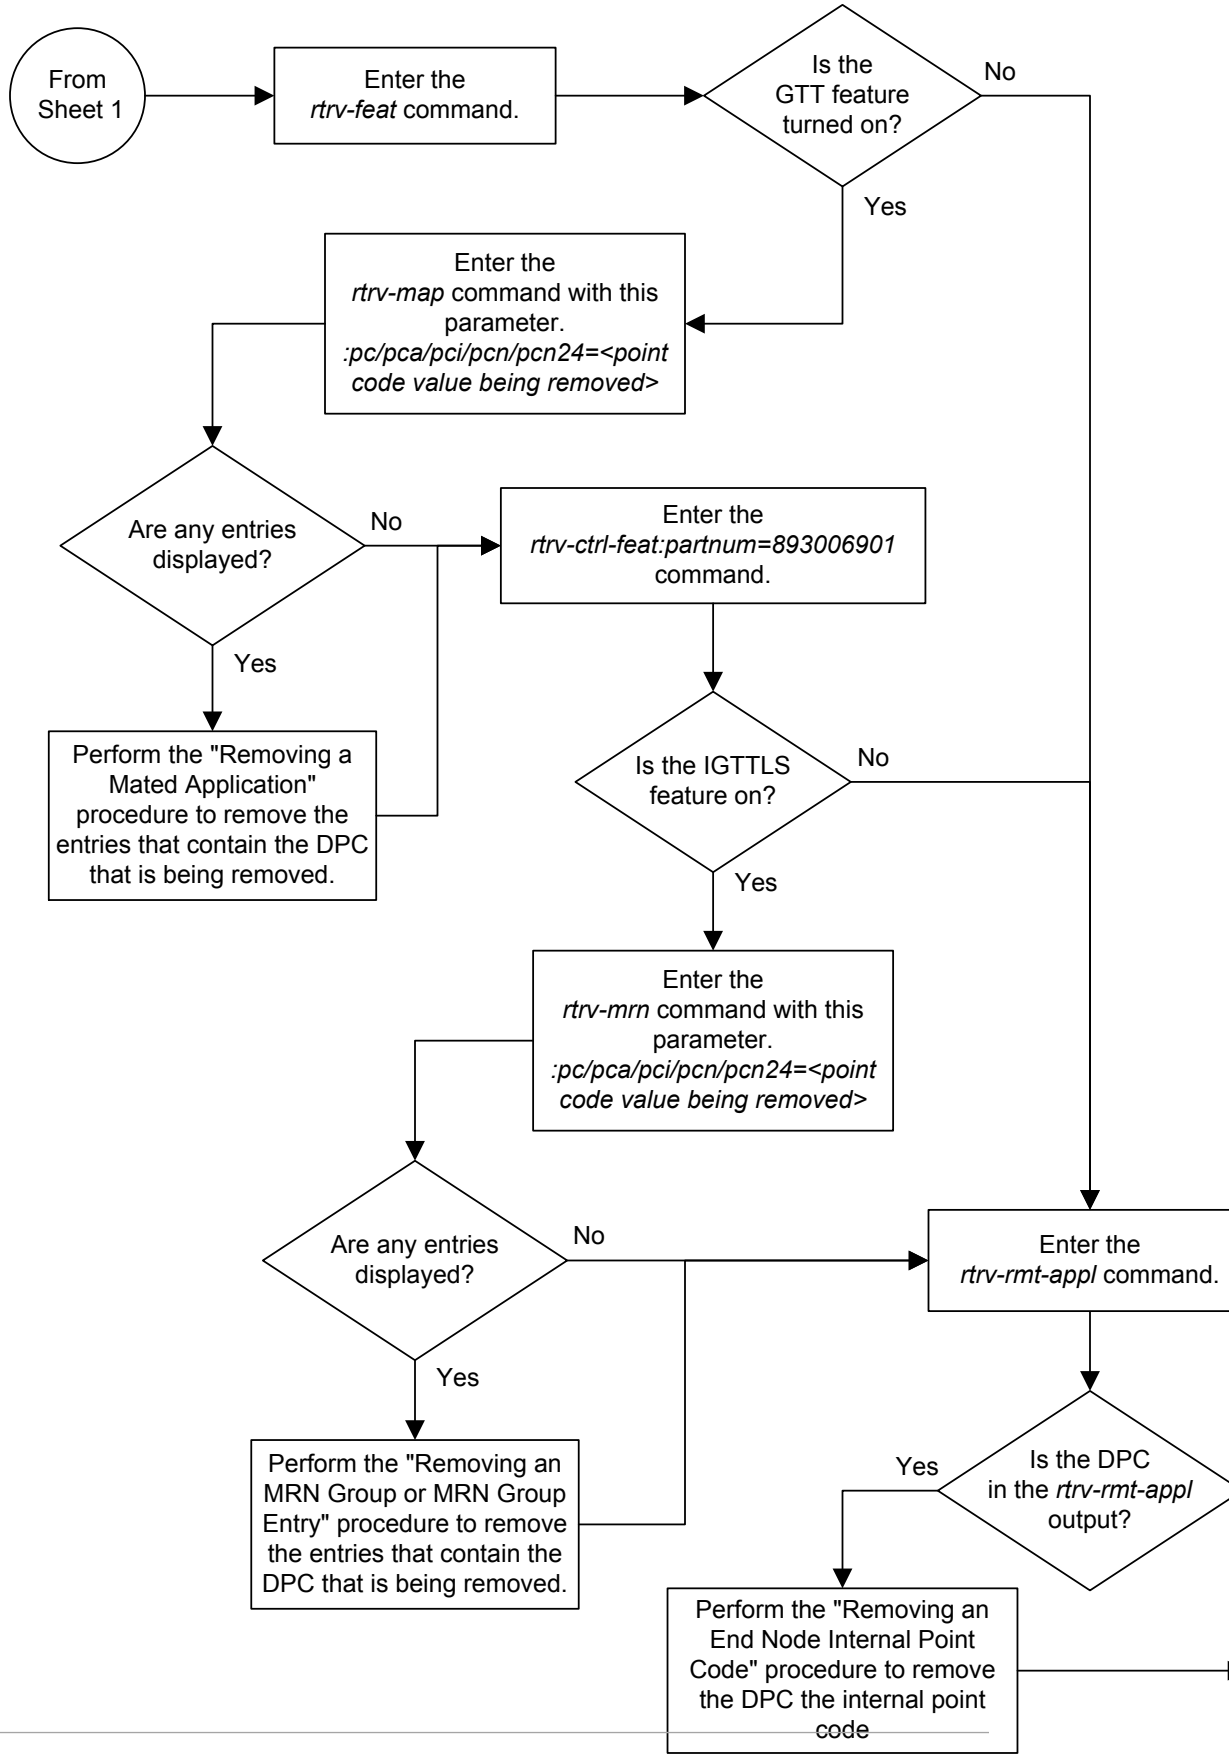 From
Sheet 1
Enter the
rtrv-feat command.
Is the
GTT feature
turned on?
No
Yes
Enter the
rtrv-map command with this
parameter.
:pc/pca/pci/pcn/pcn24=<point
code value being removed>
Are any entries
displayed?
No
Yes
Enter the
rtrv-ctrl-feat:partnum=893006901
command.
Perform the "Removing a
Mated Application"
procedure to remove the
entries that contain the DPC
that is being removed.
Is the IGTTLS
feature on?
No
Yes
Enter the
rtrv-mrn command with this
parameter.
:pc/pca/pci/pcn/pcn24=<point
code value being removed>
Are any entries
displayed?
No
Yes
Enter the
rtrv-rmt-appl command.
Perform the "Removing an
MRN Group or MRN Group
Entry" procedure to remove
the entries that contain the
DPC that is being removed.
Is the DPC
in the rtrv-rmt-appl
output?
Yes
Perform the "Removing an
End Node Internal Point
Code" procedure to remove
the DPC the internal point
code